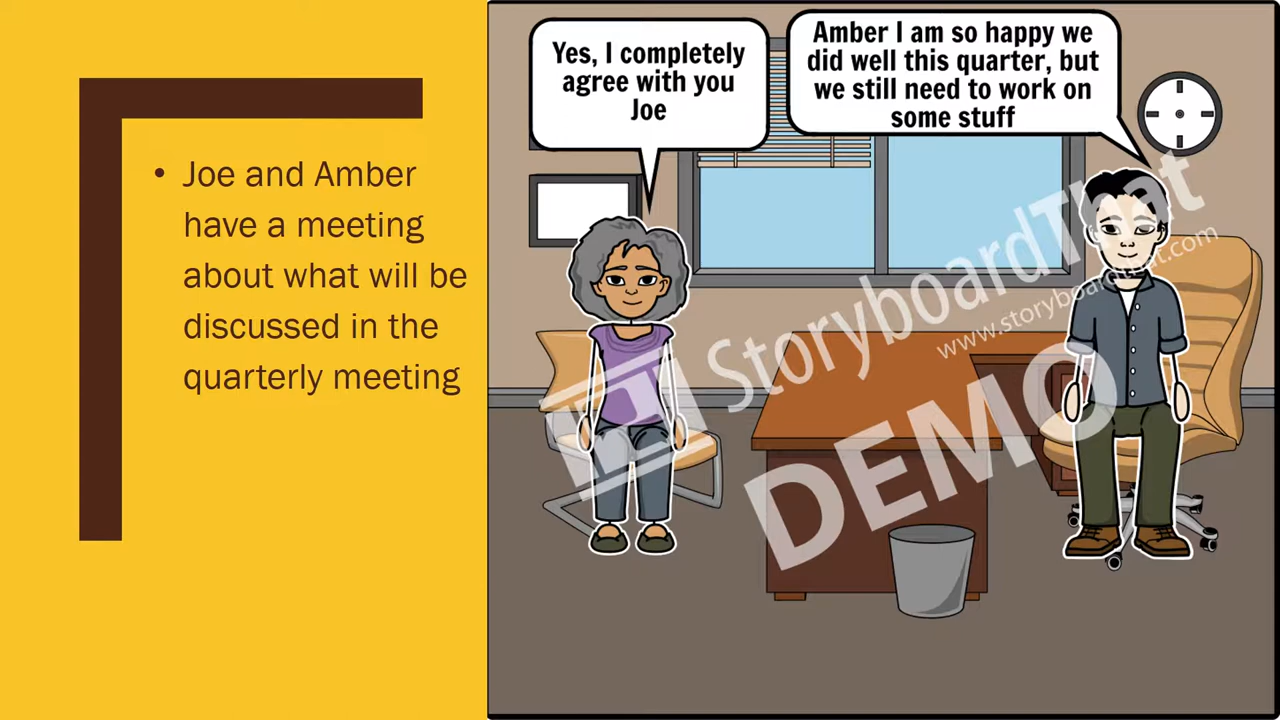 • Joe and Amber
have a meeting
about what will be
discussed in the
quarterly meeting
Yes, I completely
agree with you
Joe
Amber I am so happy we
did well this quarter, but
we still need to work on
some stuff
StoryboardThat
www.storyboardthat.com
DEMO